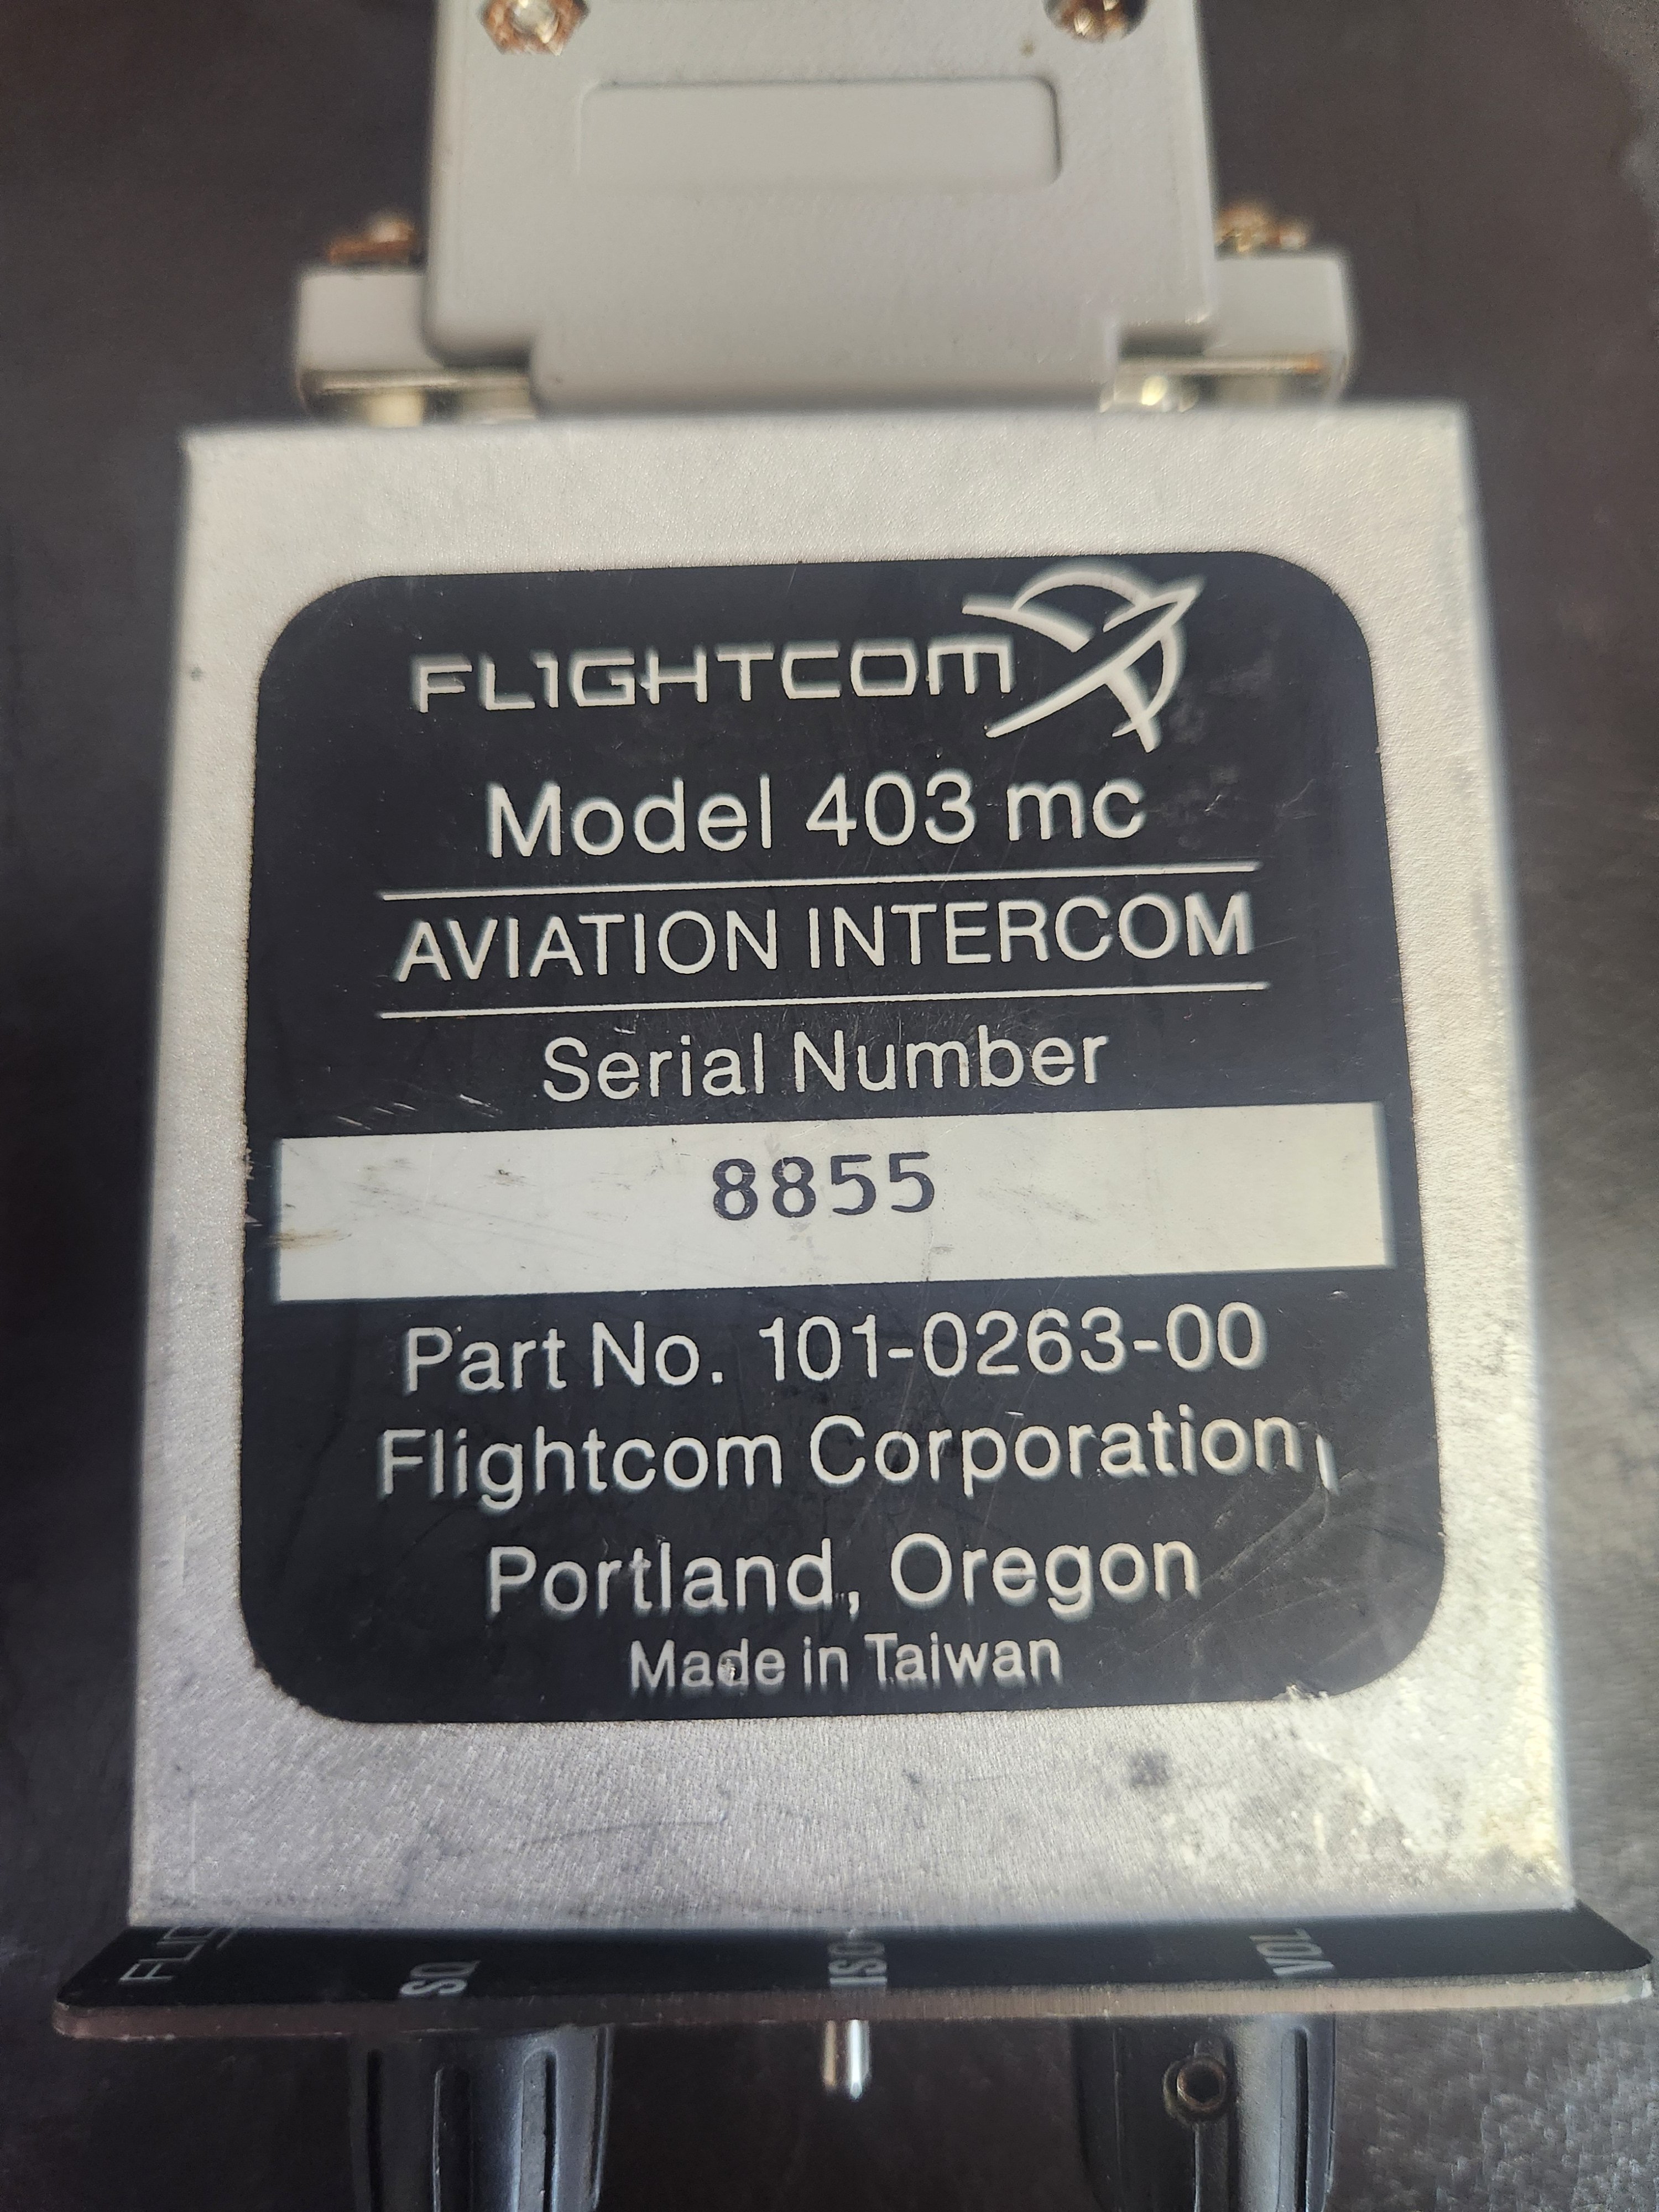 FLIGHTCOM
Model 403 mc
AVIATION INTERCOM
Serial Number
8855
Part No. 101-0263-00
Flightcom Corporation
Portland, Oregon
Made in Taiwan
SQ
ISO
VOL